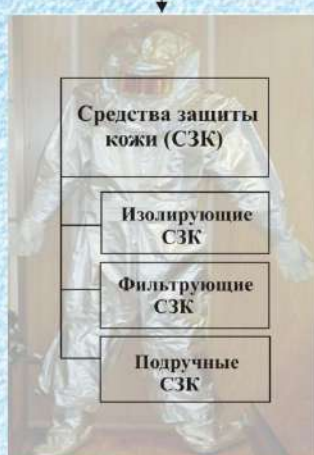 Средства защиты
кожи (СЗК)
Изолирующие
СЗК
Фильтрующие
СЗК
Подручные
СЗК